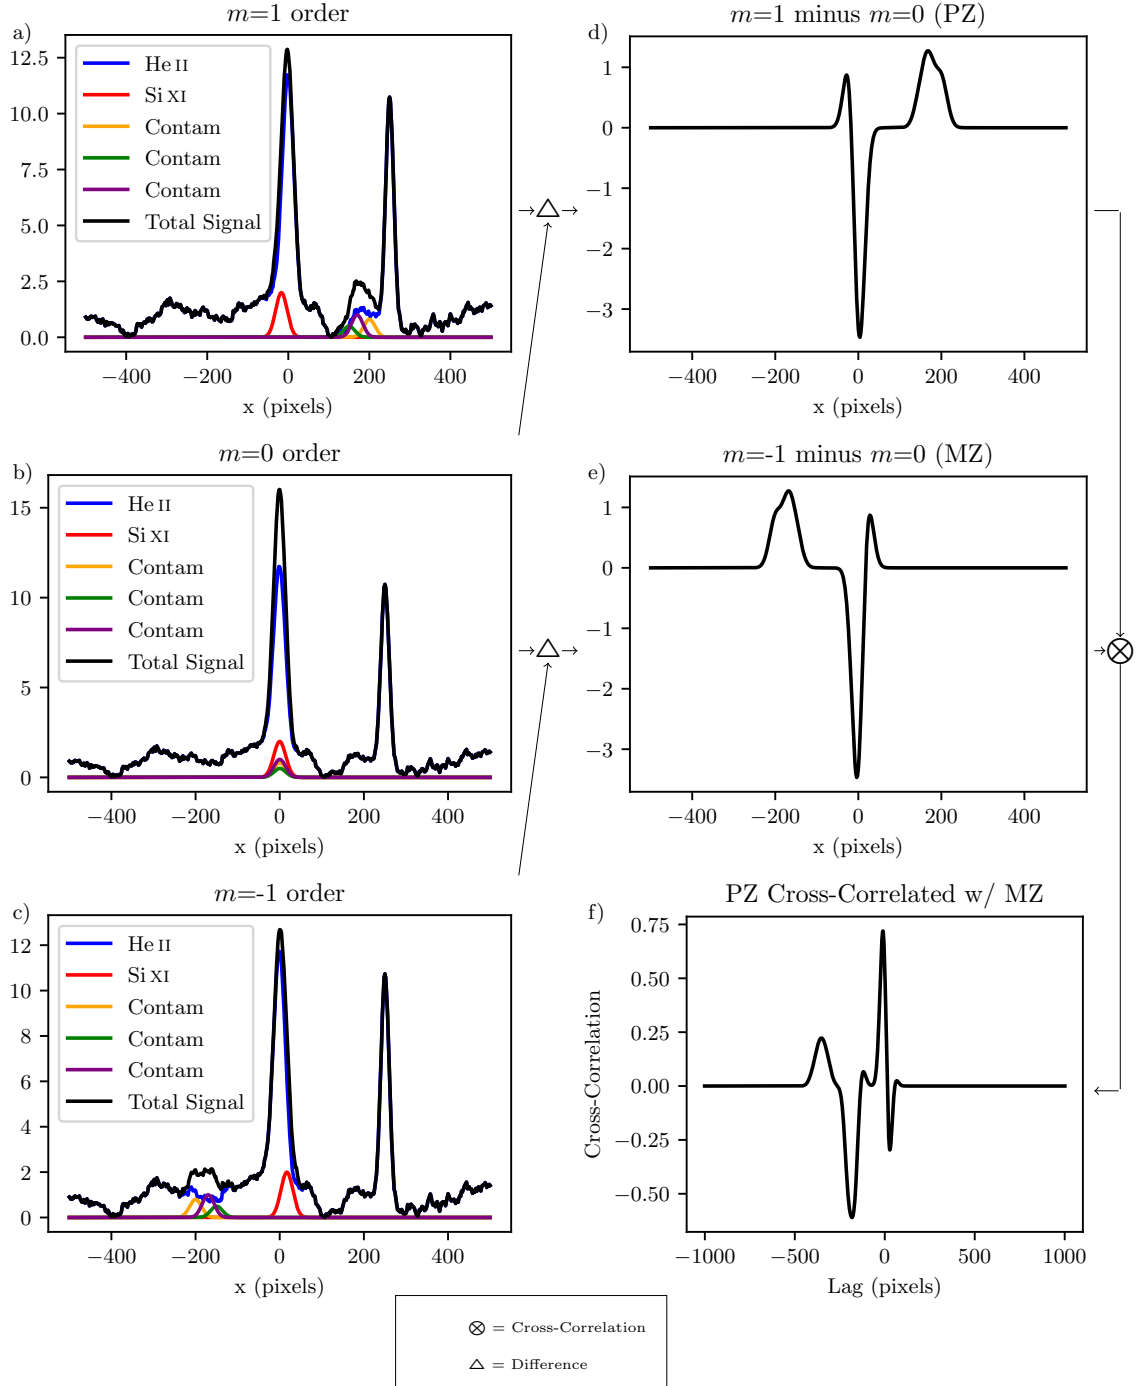 a)
m=1 order
12.5
10.0
7.5
5.0
2.5
0.0
He II
Si XI
Contam
Contam
Contam
Total Signal
−400 −200 0 200 400
x (pixels)
d)
m=1 minus m=0 (PZ)
1
0
−1
−2
−3
−400 −200 0 200 400
x (pixels)
b)
m=0 order
15
10
5
0
He II
Si XI
Contam
Contam
Contam
Total Signal
−400 −200 0 200 400
x (pixels)
e)
m=-1 minus m=0 (MZ)
1
0
−1
−2
−3
−400 −200 0 200 400
x (pixels)
c)
m=-1 order
12
10
8
6
4
2
0
He II
Si XI
Contam
Contam
Contam
Total Signal
−400 −200 0 200 400
x (pixels)
f)
PZ Cross-Correlated w/ MZ
Cross-Correlation
0.75
0.50
0.25
0.00
−0.25
−0.50
−1000 −500 0 500 1000
Lag (pixels)
⊗ = Cross-Correlation
△ = Difference